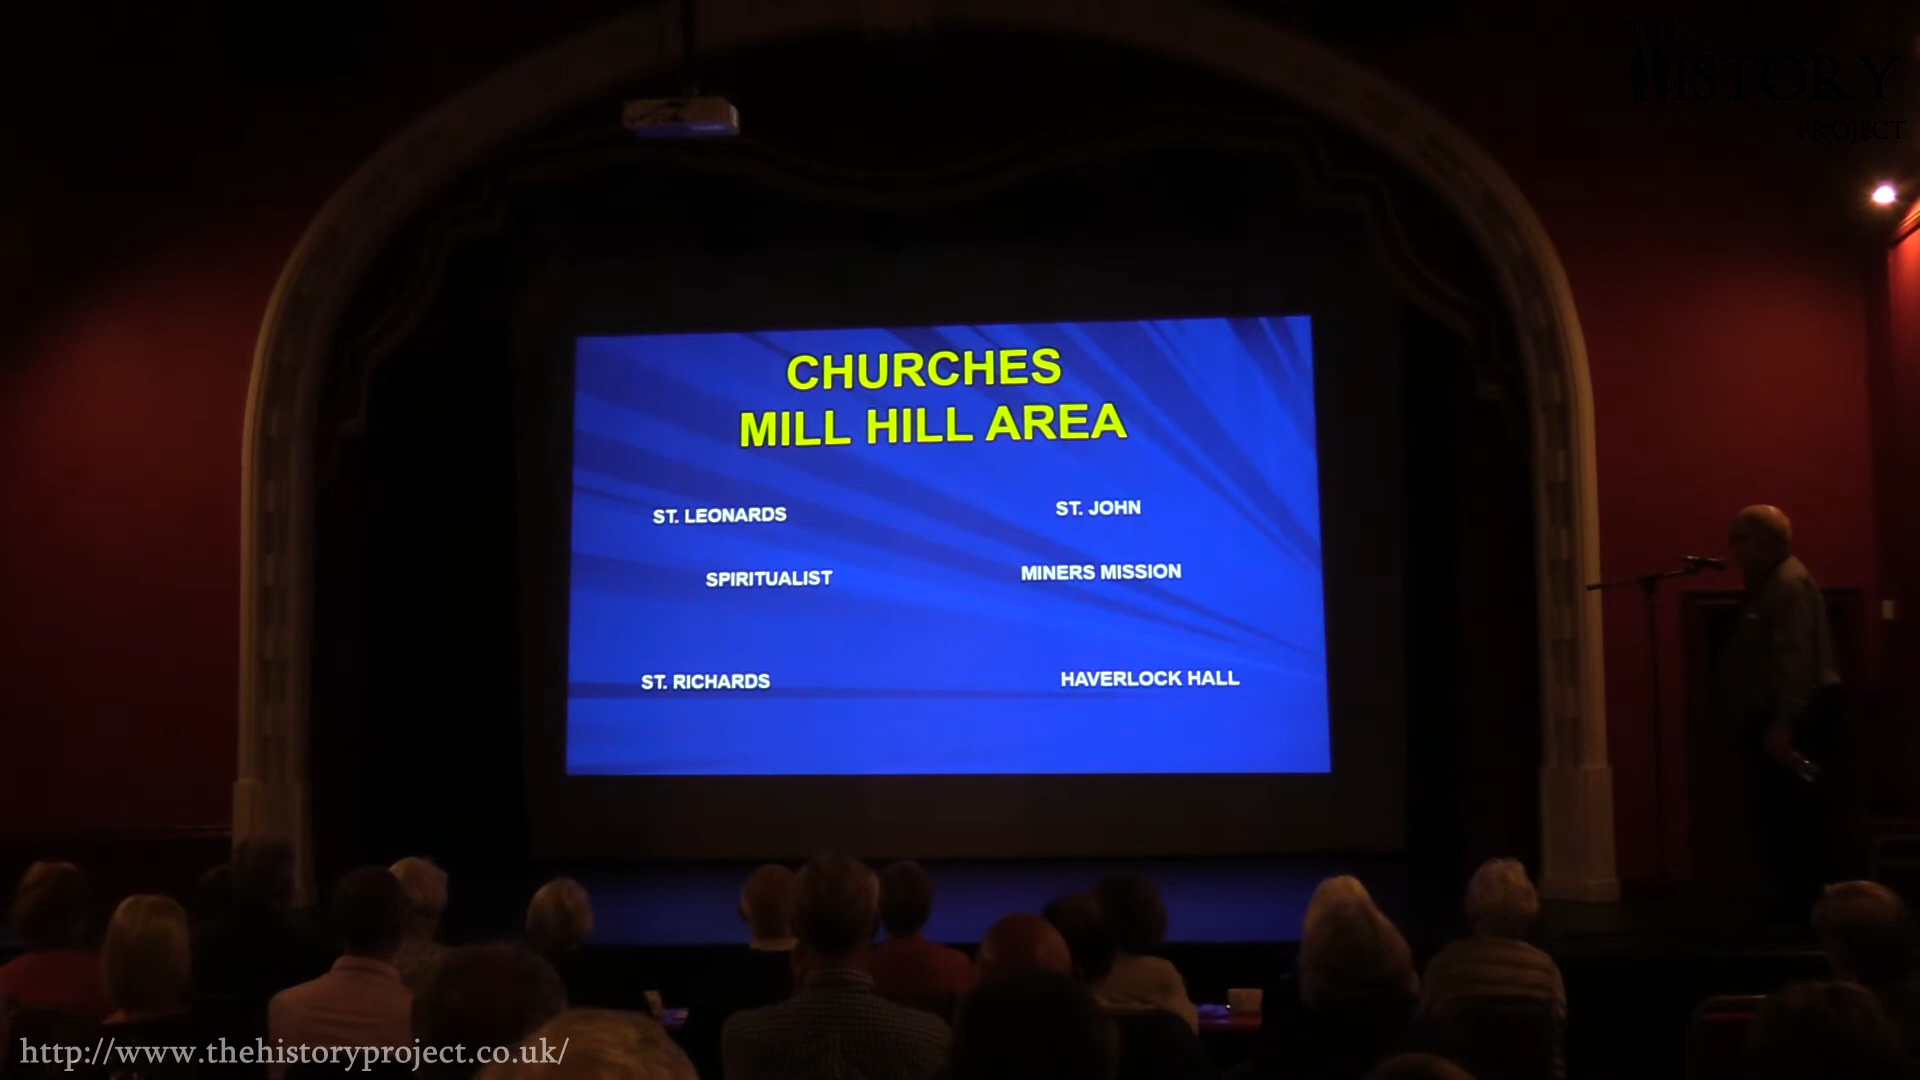 THE
HISTORY
PROJECT
CHURCHES
MILL HILL AREA
ST. LEONARDS
ST. JOHN
SPIRITUALIST
MINERS MISSION
ST. RICHARDS
HAVERLOCK HALL
http://www.thehistoryproject.co.uk/